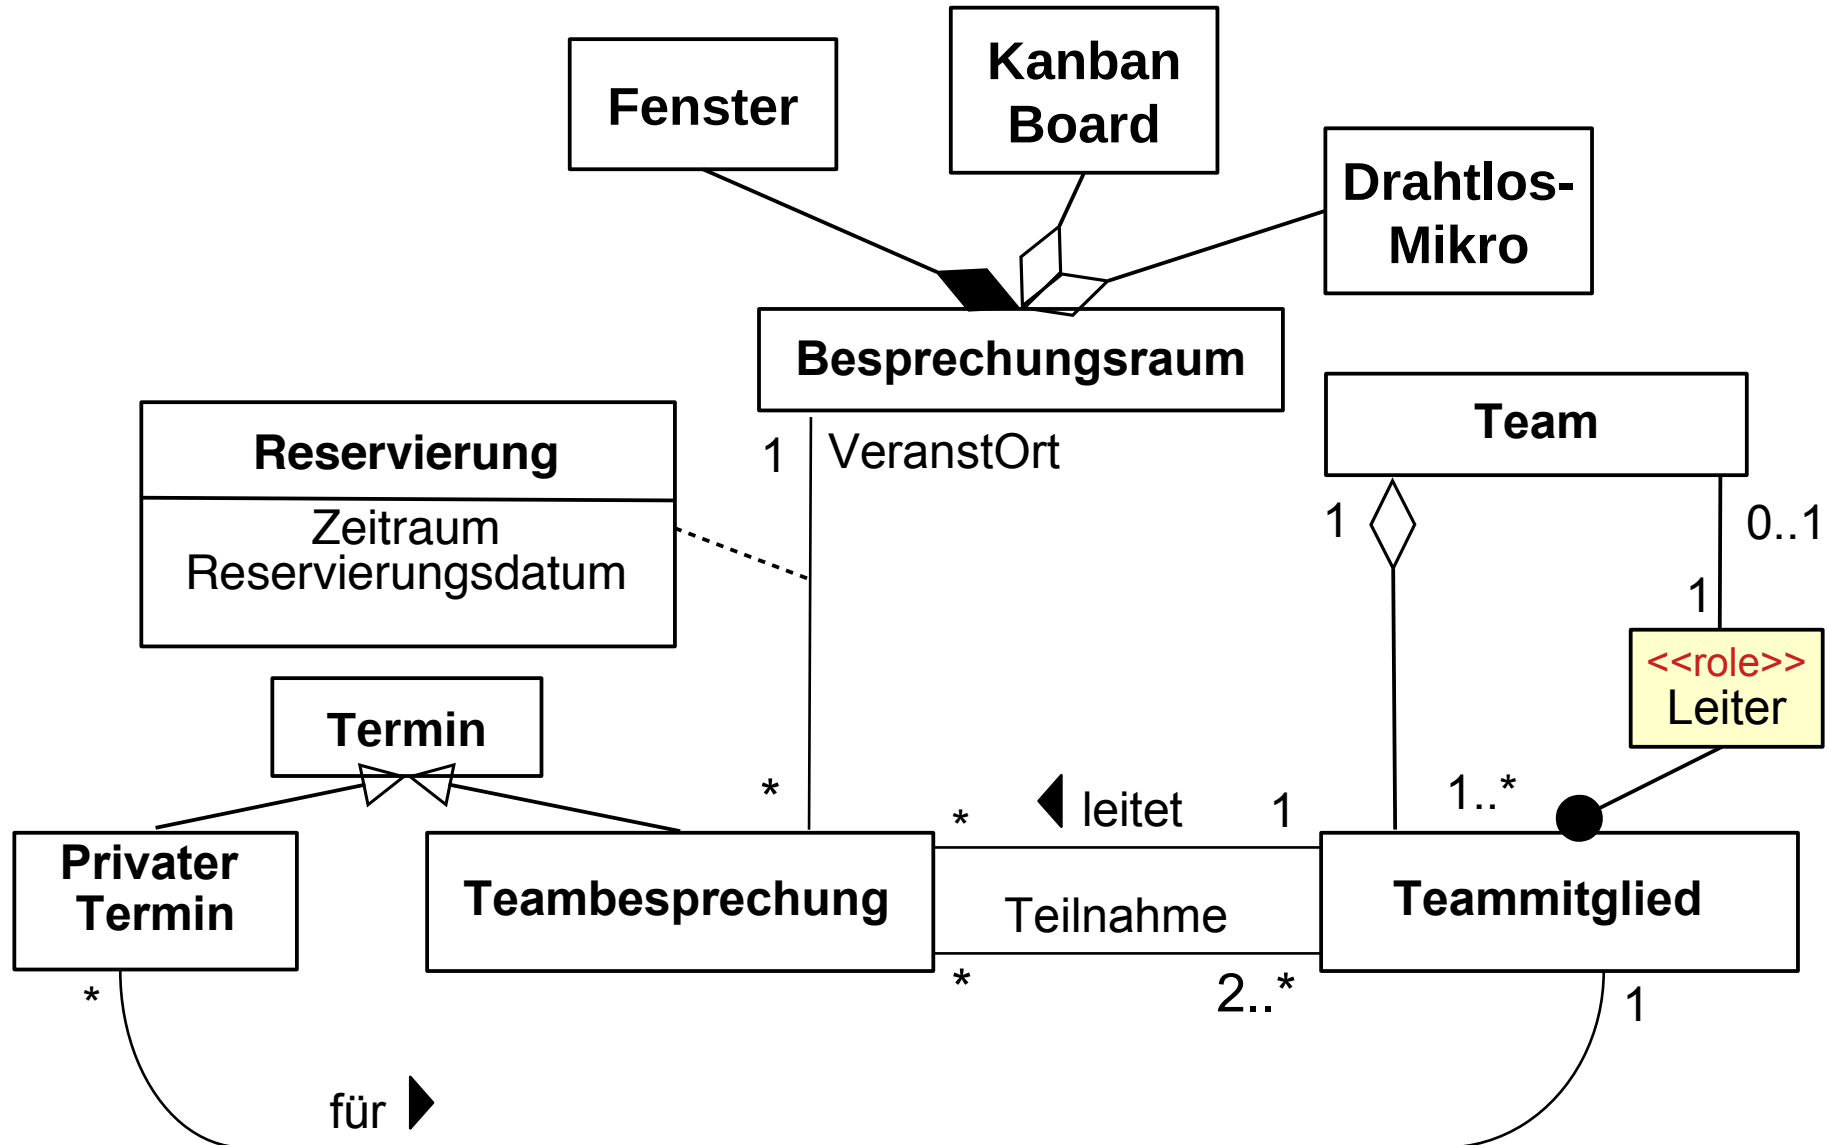 Kanban
Board
Fenster
Drahtlos-
Mikro
Besprechungsraum
Team
Reservierung
Zeitraum
Reservierungsdatum
1
VeranstOrt
1
0..1
1
<<role>>
Leiter
Termin
*
*
leitet
1
1..*
Privater
Termin
Teambesprechung
Teilnahme
Teammitglied
*
*
2..*
1
für